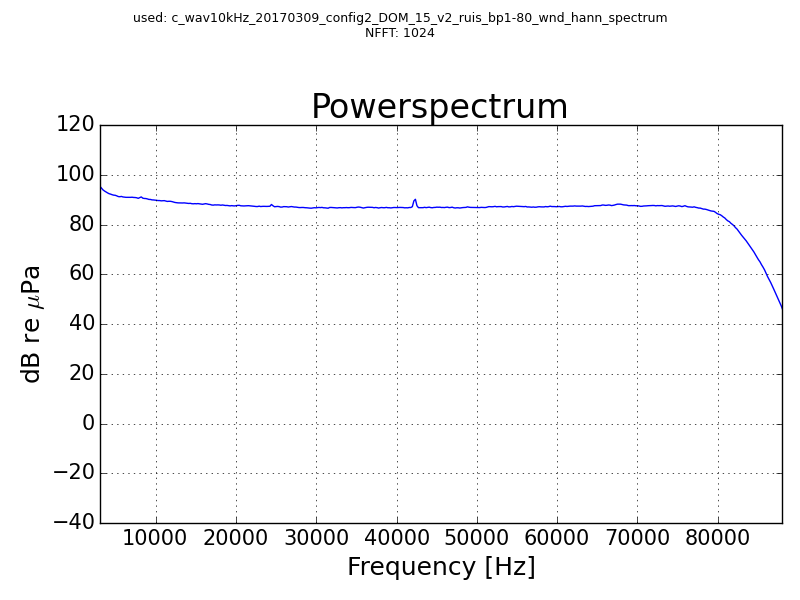 used: c_wav10kHz_20170309_config2_DOM_15_v2_ruis_bp1-80_wnd_hann_spectrum
NFFT: 1024
Powerspectrum
120
100
80
60
40
20
0
−20
−40
dB re μPa
10000 20000 30000 40000 50000 60000 70000 80000
Frequency [Hz]